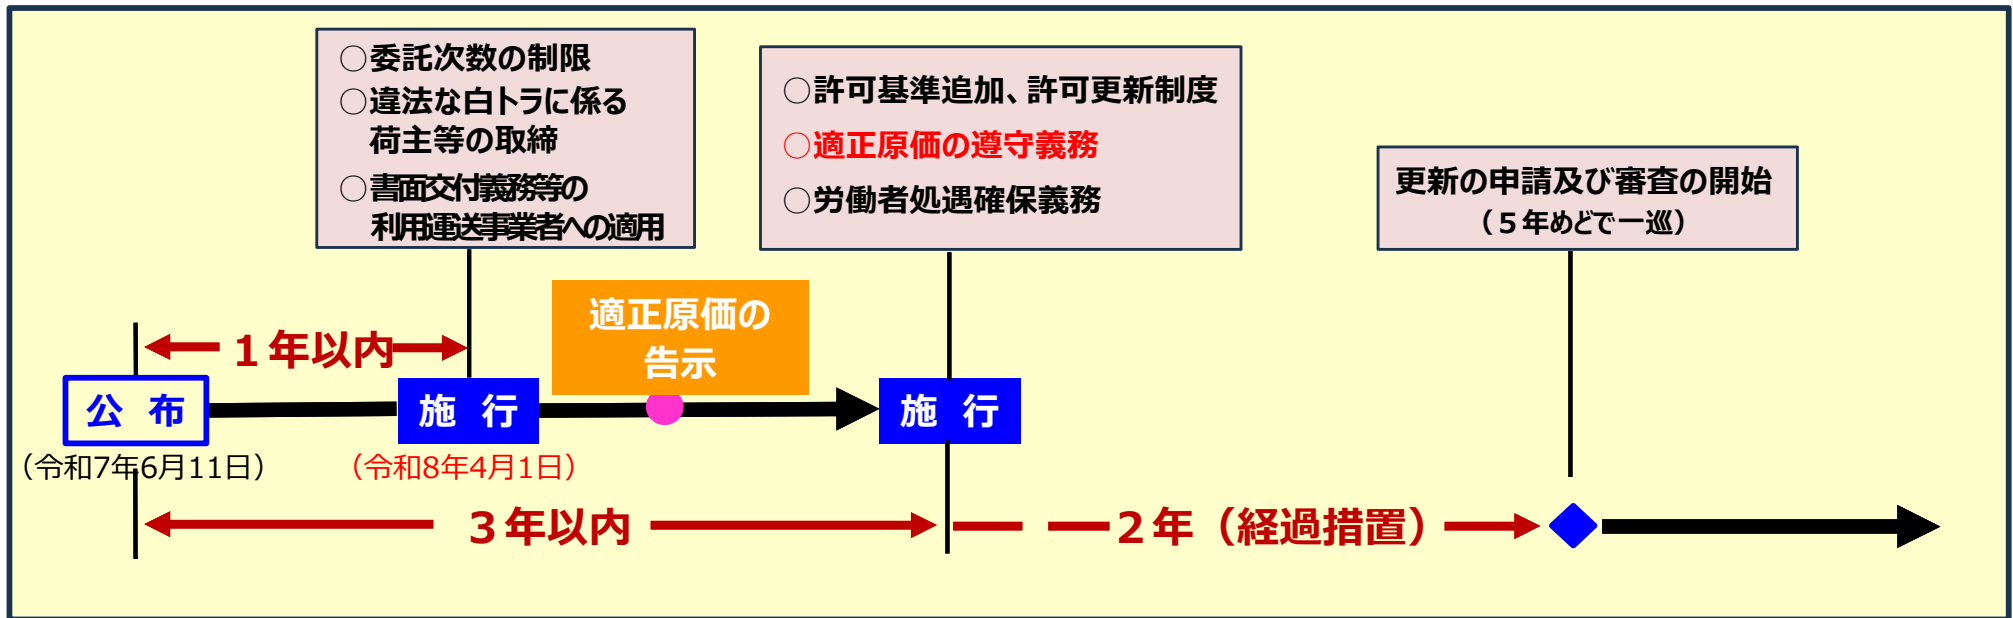 ○委託次数の制限
○違法な白トラに係る
荷主等の取締
○書面交付義務等の
利用運送事業者への適用
○許可基準追加、許可更新制度
○適正原価の遵守義務
○労働者処遇確保義務
更新の申請及び審査の開始
（５年めどで一巡）
適正原価の
告示
１年以内
公 布
施 行
施 行
（令和7年6月11日）
（令和8年4月1日）
３年以内
２年（経過措置）